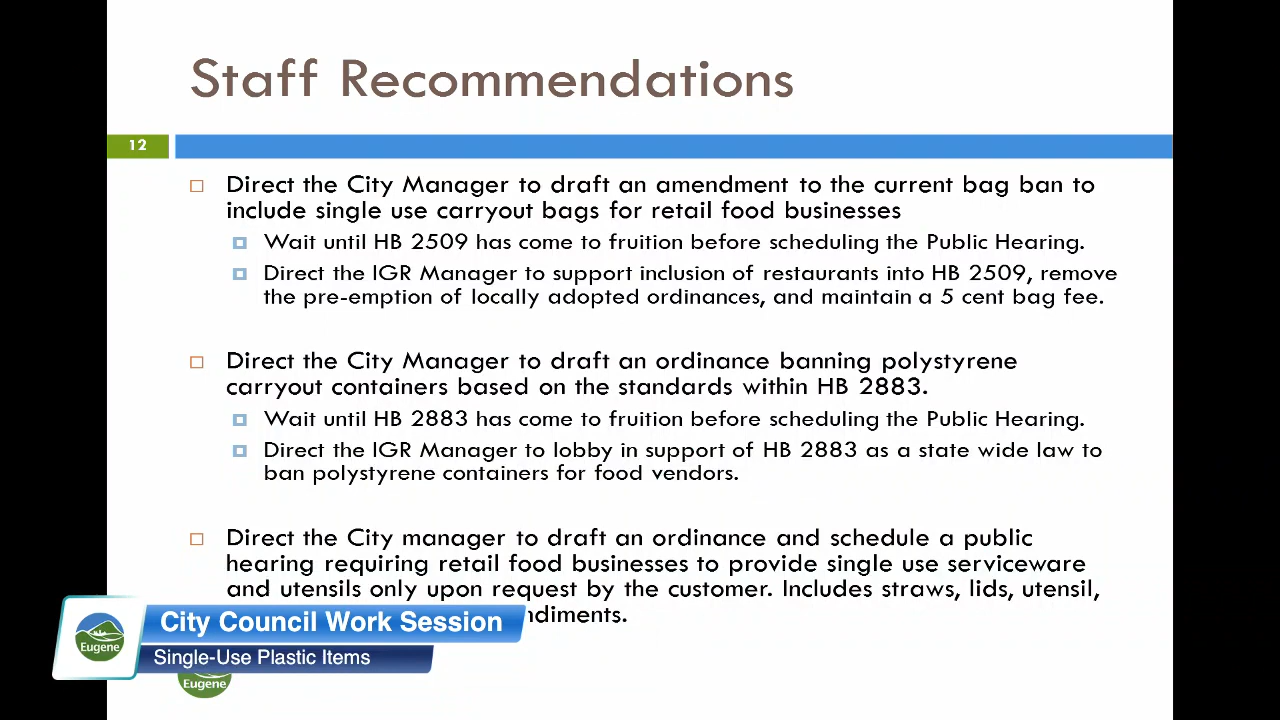 Staff Recommendations
12
Direct the City Manager to draft an amendment to the current bag ban to
include single use carryout bags for retail food businesses
Wait until HB 2509 has come to fruition before scheduling the Public Hearing.
Direct the IGR Manager to support inclusion of restaurants into HB 2509, remove
the pre-emption of locally adopted ordinances, and maintain a 5 cent bag fee.
Direct the City Manager to draft an ordinance banning polystyrene
carryout containers based on the standards within HB 2883.
Wait until HB 2883 has come to fruition before scheduling the Public Hearing.
Direct the IGR Manager to lobby in support of HB 2883 as a state wide law to
ban polystyrene containers for food vendors.
Direct the City manager to draft an ordinance and schedule a public
hearing requiring retail food businesses to provide single use serviceware
and utensils only upon request by the customer. Includes straws, lids, utensil,
ndiments.
City Council Work Session
Single-Use Plastic Items
Eugene
Eugene